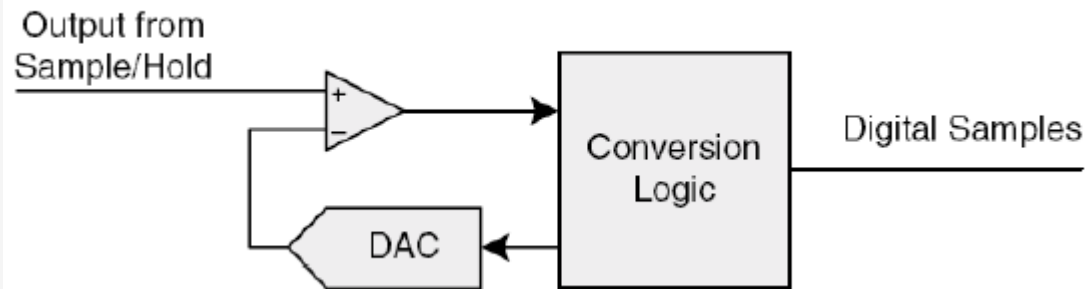 Output from
Sample/Hold
+
−
Conversion
Logic
Digital Samples
DAC